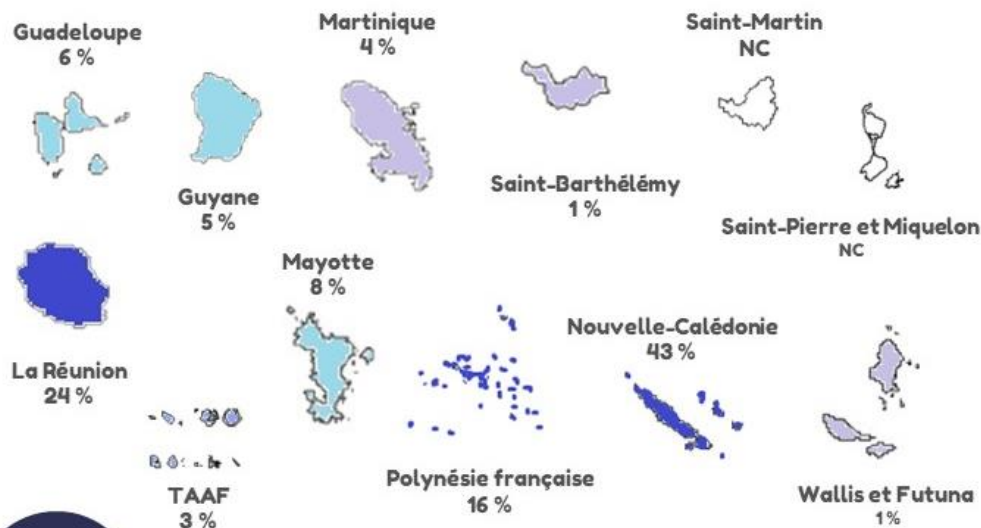 Guadeloupe
6 %
Martinique
4 %
Saint-Martin
NC
Guyane
5 %
Saint-Barthélémy
1 %
Saint-Pierre et Miquelon
NC
La Réunion
24 %
Mayotte
8 %
Nouvelle-Calédonie
43 %
TAAF
3 %
Polynésie française
16 %
Wallis et Futuna
1%